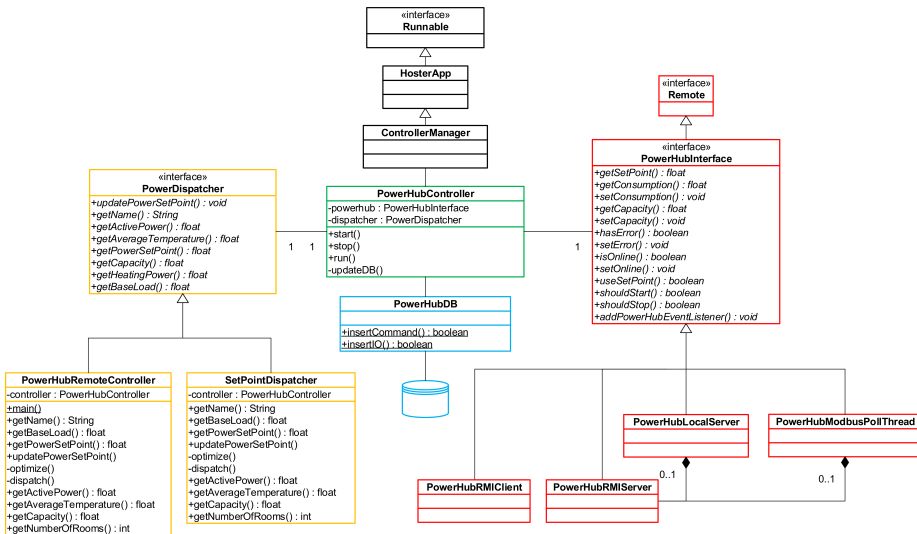 «interface»
Runnable
HosterApp
ControllerManager
«interface»
Remote
«interface»
PowerHubInterface
+getSetPoint() : float
+getConsumption() : float
+setConsumption() : void
+getCapacity() : float
+setCapacity() : void
+hasError() : boolean
+setError() : void
+isOnline() : boolean
+setOnline() : void
+useSetPoint() : boolean
+shouldStart() : boolean
+shouldStop() : boolean
+addPowerHubEventListener() : void
«interface»
PowerDispatcher
+updatePowerSetPoint() : void
+getName() : String
+getActivePower() : float
+getAverageTemperature() : float
+getPowerSetPoint() : float
+getCapacity() : float
+getHeatingPower() : float
+getBaseLoad() : float
PowerHubController
-powerhub : PowerHubInterface
-dispatcher : PowerDispatcher
+start()
+stop()
+run()
-updateDB()
1
1
1
PowerHubDB
+insertCommand() : boolean
+insertIO() : boolean
PowerHubRemoteController
-controller : PowerHubController
+main()
+getName() : String
+getBaseLoad() : float
+getPowerSetPoint() : float
+updatePowerSetPoint()
-optimize()
-dispatch()
+getActivePower() : float
+getAverageTemperature() : float
+getCapacity() : float
+getNumberOfRooms() : int
SetPointDispatcher
-controller : PowerHubController
+getName() : String
+getBaseLoad() : float
+getPowerSetPoint() : float
+updatePowerSetPoint()
-optimize()
-dispatch()
+getActivePower() : float
+getAverageTemperature() : float
+getCapacity() : float
+getNumberOfRooms() : int
PowerHubLocalServer
PowerHubModbusPollThread
0..1
0..1
PowerHubRMIClient
PowerHubRMIServer